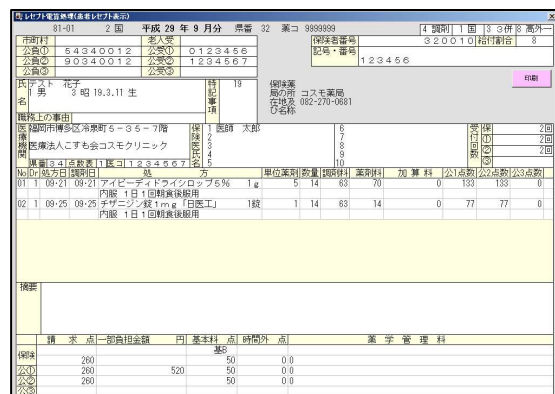 レセプト電算処理(患者レセプト表示)
81-01 2 国 平成 29 年 9 月分 県番 32 薬コ 9999999 4 調剤 1 国 3 3併 8 高外一
市町村 老人受 保険者番号 320010 給付割合 8
公負① 54340012 公受① 0123456 記号・番号
公負② 90340012 公受② 1234567 123456
公負③ 公受③
印刷
氏名 テスト 花子 特記事項 19 保険薬
1 男 3 昭 19.3.11 生 局の所 コスモ薬局
在地及 082-270-0681
び名称
職務上の事由
医療機関 福岡市博多区冷泉町5-35-7階 保険医氏名 1 医師 太郎 6 受付回数 保 2回
2 7 ① 2回
医療法人こすも会コスモクリニック 3 8 ② 2回
4 9 ③
県番 34 点数表 1 医コ 1234567 5 10
No Dr 処方日 調剤日 処 方 単位薬剤 数量 調剤料 薬剤料 加 算 料 公1点数 公2点数 公3点数
01 1 09・21 09・21 アイピーディドライシロップ5% 1g 5 14 63 70 0 133 133 0
内服 1日1回朝食後服用
02 1 09・25 09・25 チザニジン錠1mg「日医工」 1錠 1 14 63 14 0 77 77 0
内服 1日1回朝食後服用
摘要
請 求 点 一部負担金額 円 基本料 点 時間外 点 薬 学 管 理 料
保険 基B
260 50 0 0
公① 260 520 50 0 0
公② 260 50 0 0
公③